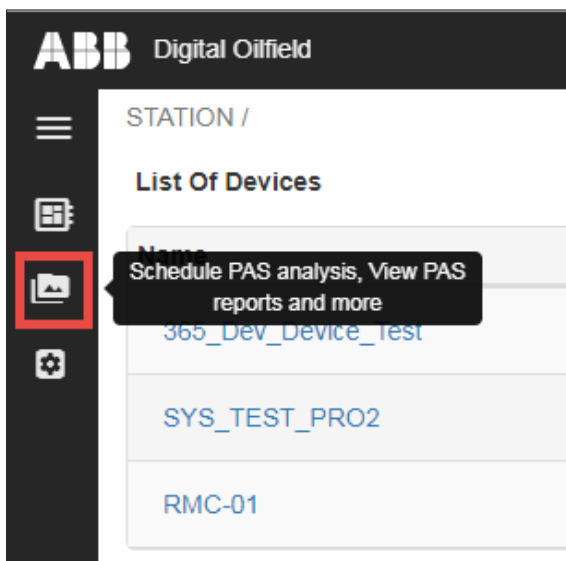 ABB Digital Oilfield
STATION /
List Of Devices
Name
Schedule PAS analysis, View PAS
reports and more
365_Dev_Device_Test
SYS_TEST_PRO2
RMC-01